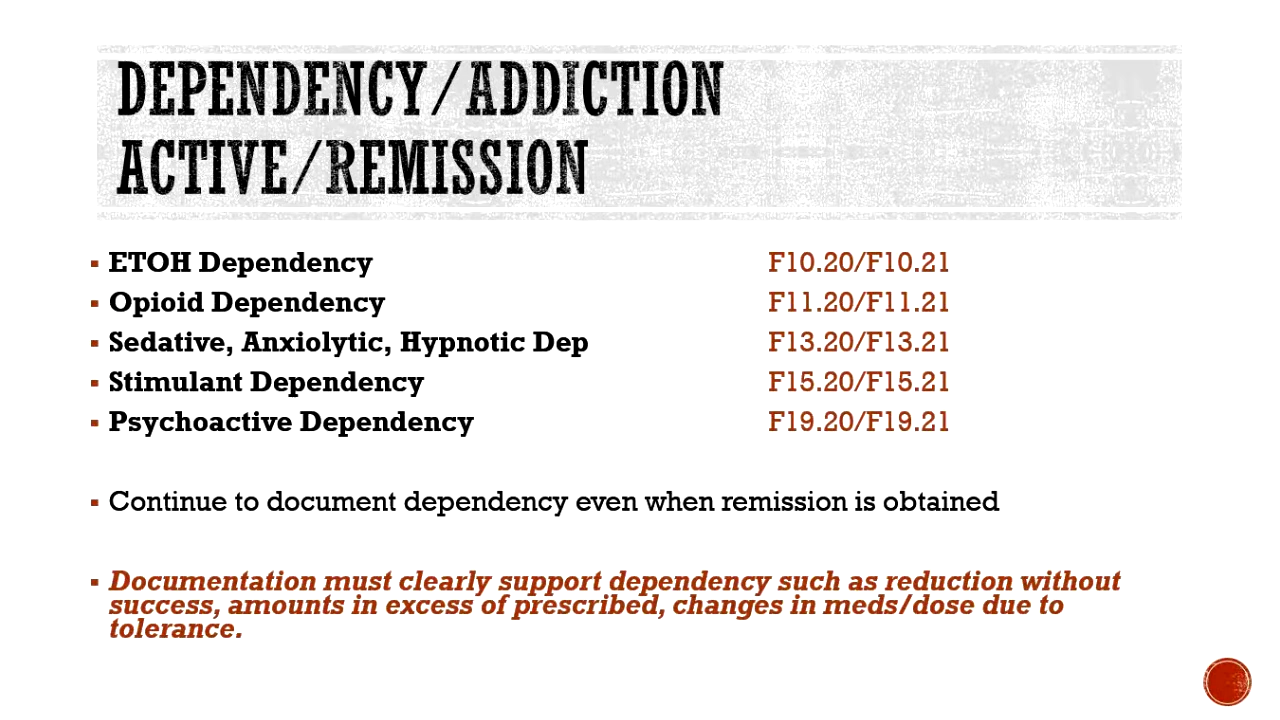 DEPENDENCY/ADDICTION
ACTIVE/REMISSION
▪ ETOH Dependency F10.20/F10.21
▪ Opioid Dependency F11.20/F11.21
▪ Sedative, Anxiolytic, Hypnotic Dep F13.20/F13.21
▪ Stimulant Dependency F15.20/F15.21
▪ Psychoactive Dependency F19.20/F19.21
▪ Continue to document dependency even when remission is obtained
▪ Documentation must clearly support dependency such as reduction without
success, amounts in excess of prescribed, changes in meds/dose due to
tolerance.